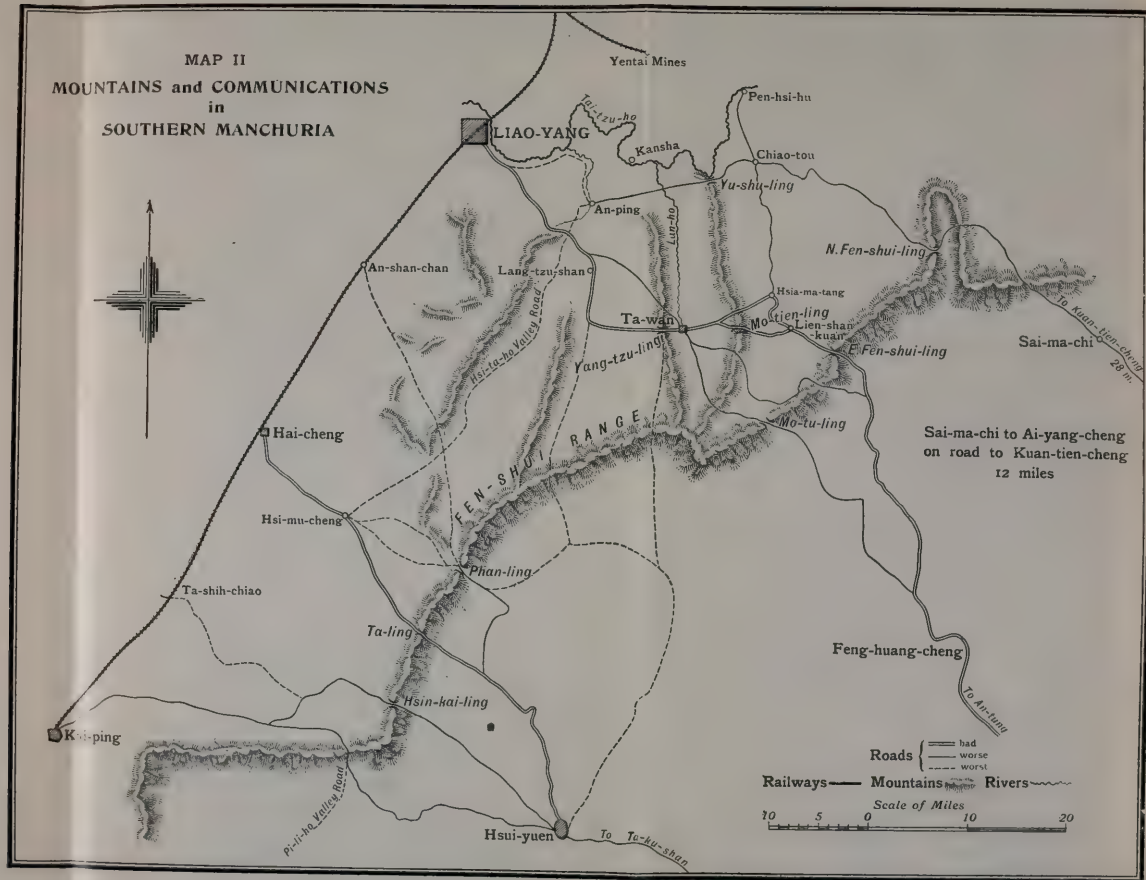 MAP II
MOUNTAINS and COMMUNICATIONS
in
SOUTHERN MANCHURIA
Yentai Mines
LIAO-YANG
Tai-tzu-ho
Pen-hsi-hu
Kansha
Chiao-tou
Yu-shu-ling
An-ping
Lan-ho
An-shan-chan
Lang-tzu-shan
N. Fen-shui-ling
Hsi-ta-ho Valley Road
Hsia-ma-tang
Ta-wan
Mo-tien-ling
Lien-shan
-kuan
To Kuan-tien-cheng
28 m.
Sai-ma-chi
Yang-tzu-ling
E. Fen-shui-ling
FEN-SHUI RANGE
Mo-tu-ling
Hai-cheng
Sai-ma-chi to Ai-yang-cheng
on road to Kuan-tien-cheng
12 miles
Hsi-mu-cheng
Phan-ling
Ta-shih-chiao
Ta-ling
Feng-huang-cheng
To An-tung
Hsin-kai-ling
Kai-ping
Pi-li-ho Valley Road
Hsui-yuen
To Ta-ku-shan
Roads { bad
worse
worst
Railways Mountains Rivers
Scale of Miles
10 5 0 10 20